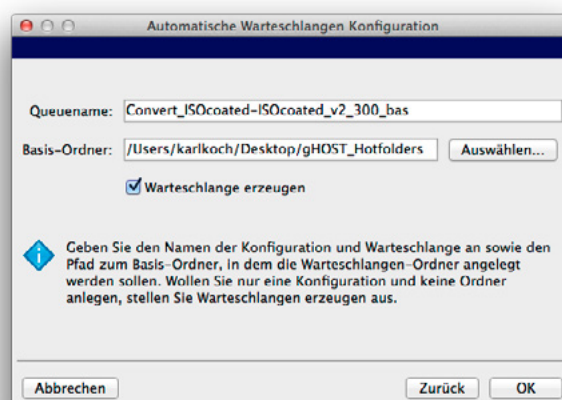 Automatische Warteschlangen Konfiguration
Queuename: Convert_ISOcoated-ISOcoated_v2_300_bas
Basis-Ordner: /Users/karlkoch/Desktop/gHOST_Hotfolders Auswählen...
Warteschlange erzeugen
Geben Sie den Namen der Konfiguration und Warteschlange an sowie den
Pfad zum Basis-Ordner, in dem die Warteschlangen-Ordner angelegt
werden sollen. Wollen Sie nur eine Konfiguration und keine Ordner
anlegen, stellen Sie Warteschlangen erzeugen aus.
Abbrechen Zurück OK